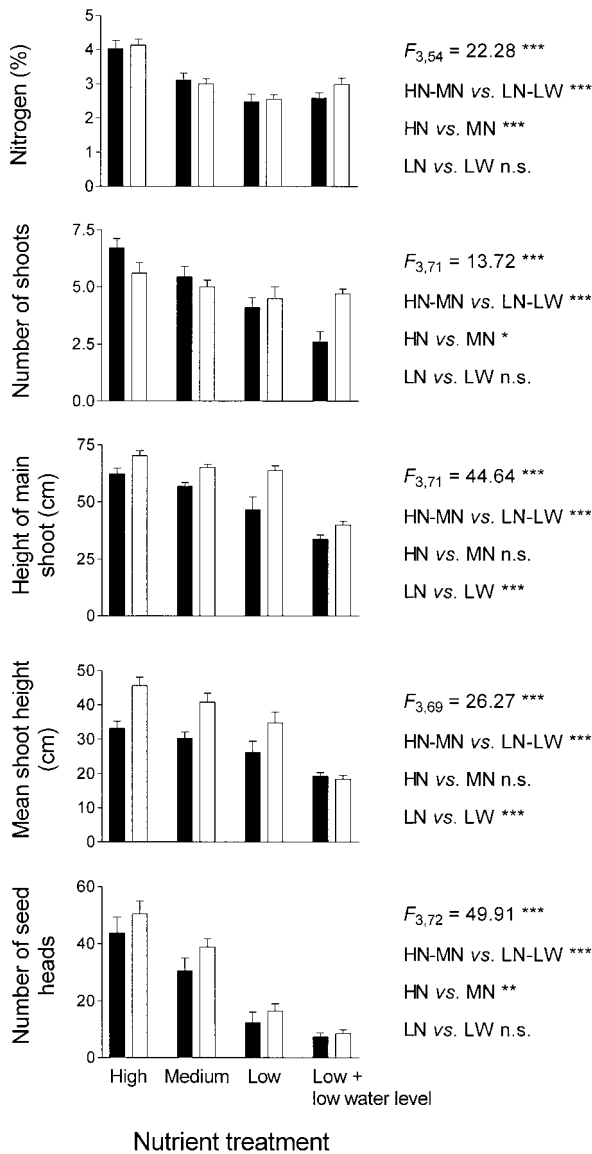 Nitrogen (%)
5
4
3
2
1
0
F3,54 = 22.28 ***
HN-MN vs. LN-LW ***
HN vs. MN ***
LN vs. LW n.s.
Number of shoots
7.5
5.0
2.5
0.0
F3,71 = 13.72 ***
HN-MN vs. LN-LW ***
HN vs. MN *
LN vs. LW n.s.
Height of main
shoot (cm)
75
50
25
0
F3,71 = 44.64 ***
HN-MN vs. LN-LW ***
HN vs. MN n.s.
LN vs. LW ***
Mean shoot height
(cm)
50
40
30
20
10
0
F3,69 = 26.27 ***
HN-MN vs. LN-LW ***
HN vs. MN n.s.
LN vs. LW ***
Number of seed
heads
60
40
20
0
F3,72 = 49.91 ***
HN-MN vs. LN-LW ***
HN vs. MN **
LN vs. LW n.s.
High Medium Low Low +
low water level
Nutrient treatment